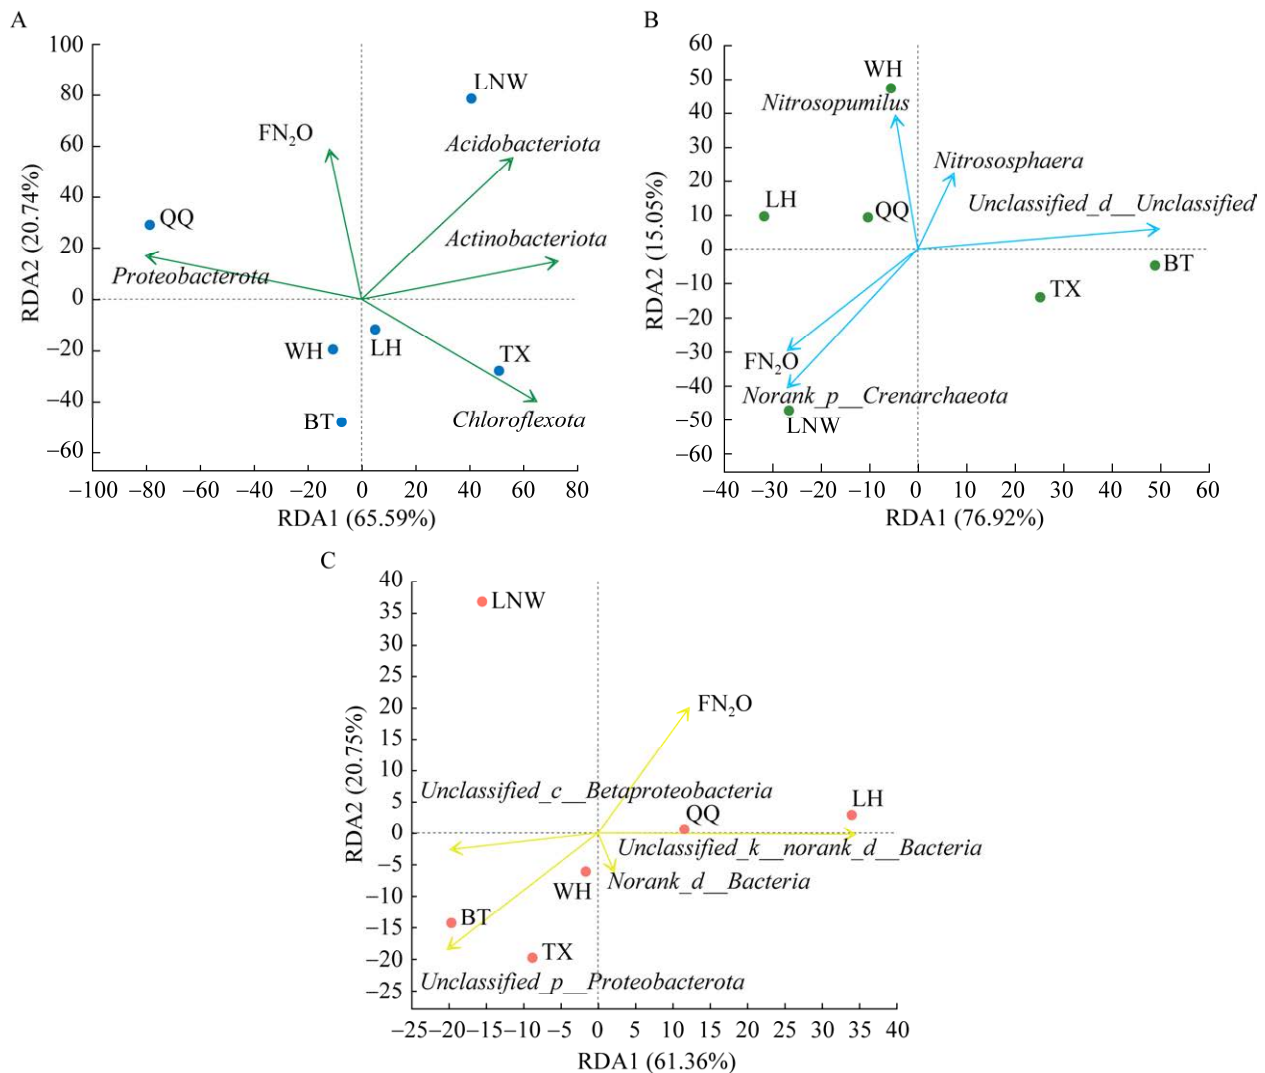 A
100
80
60
40
20
0
−20
−40
−60
RDA2 (20.74%)
LNW
FN₂O
Acidobacteriota
QQ
Actinobacteriota
Proteobacterota
WH
LH
TX
BT
Chloroflexota
−100 −80 −60 −40 −20 0 20 40 60 80
RDA1 (65.59%)
B
60
50
40
30
20
10
0
−10
−20
−30
−40
−50
−60
RDA2 (15.05%)
WH
Nitrosopumilus
Nitrososphaera
Unclassified_d__Unclassified
LH
QQ
BT
TX
FN₂O
Norank_p__Crenarchaeota
LNW
−40 −30 −20 −10 0 10 20 30 40 50 60
RDA1 (76.92%)
C
40
35
30
25
20
15
10
5
0
−5
−10
−15
−20
−25
RDA2 (20.75%)
LNW
FN₂O
Unclassified_c__Betaproteobacteria
LH
QQ
Unclassified_k__norank_d__Bacteria
Norank_d__Bacteria
WH
BT
TX
Unclassified_p__Proteobacterota
−25 −20 −15 −10 −5 0 5 10 15 20 25 30 35 40
RDA1 (61.36%)